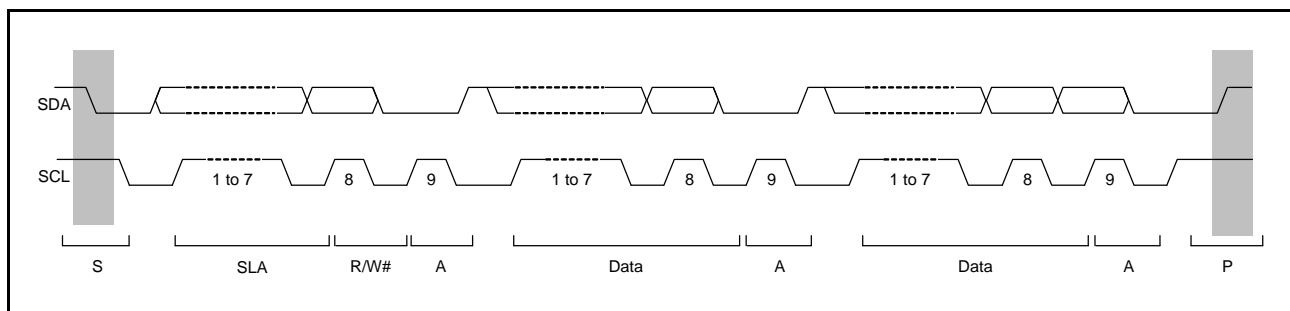 SDA
SCL
1 to 7 8 9 1 to 7 8 9 1 to 7 8 9
S SLA R/W# A Data A Data A P